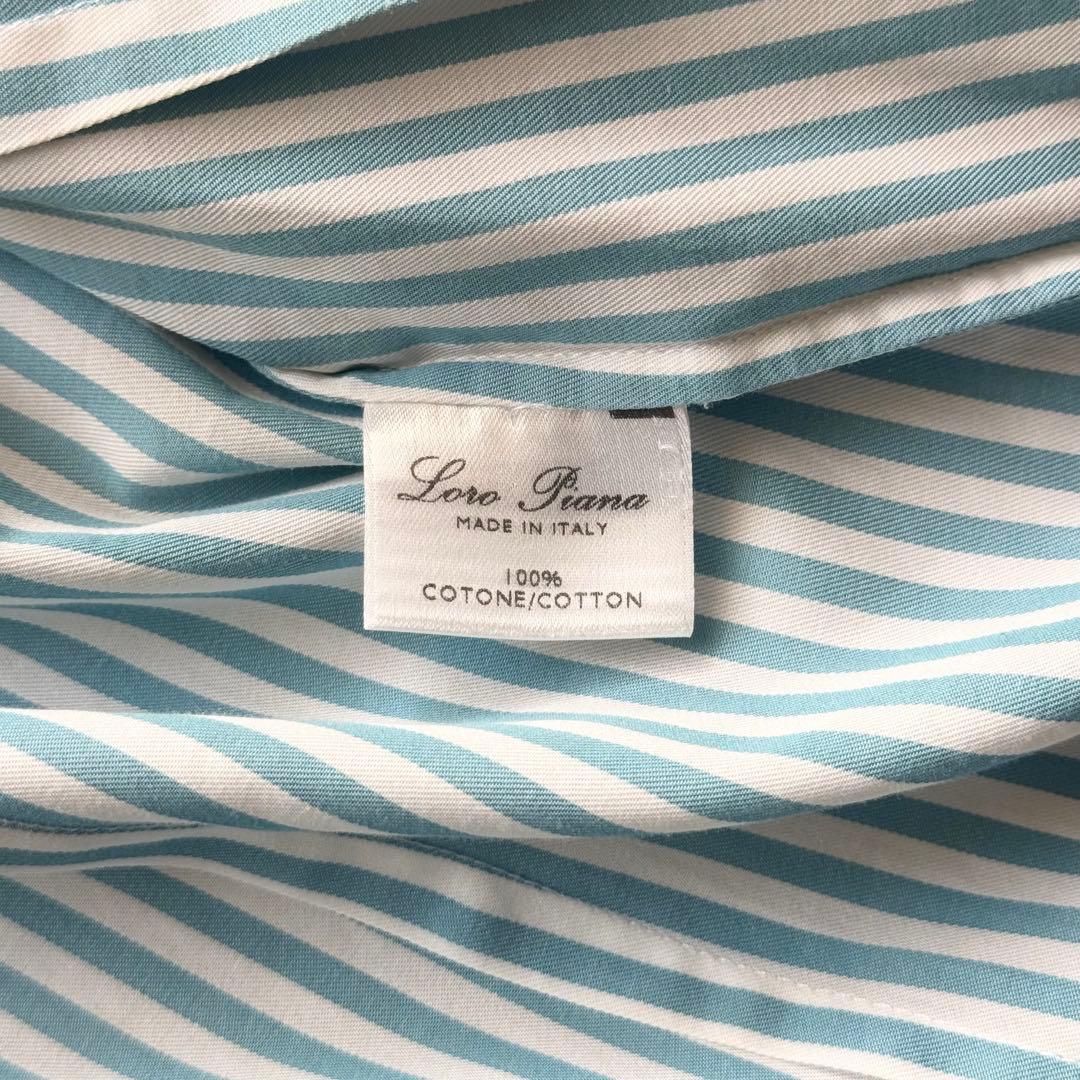 Loro Piana
MADE IN ITALY
100%
COTONE/COTTON